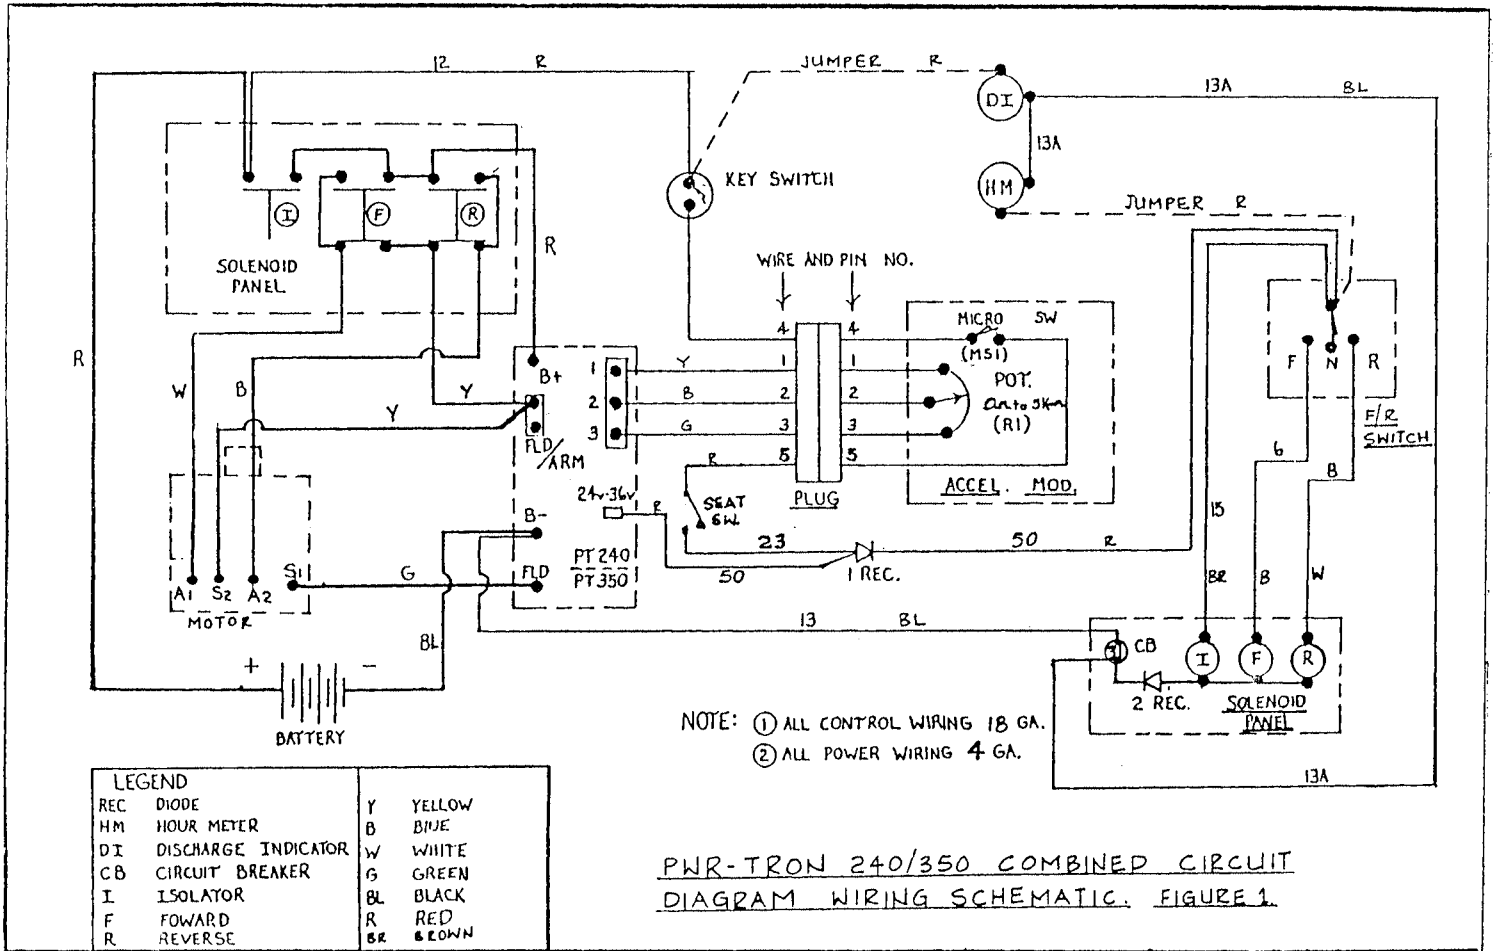 12 R
JUMPER R
DI
13A BL
13A
HM
KEY SWITCH
JUMPER R
I F R
SOLENOID
PANEL
R
WIRE AND PIN NO.
R
4 4
MICRO SW
(MS1)
B+
1 Y 1 1
POT.
2 B 2 2
(R1)
3 G 3 3
R 5 5
W B Y Y
FLD
/ARM
F N R
F/R
SWITCH
PLUG
ACCEL. MOD.
24v-36v
R
SEAT
SW.
B-
6 8
15
23
50 R
50
1 REC.
PT 240
PT 350
FLD
G
A1 S2 A2 S1
MOTOR
BR B W
13 BL
BL
CB
I F R
2 REC.
SOLENOID
PANEL
+ -
BATTERY
13A
NOTE: 1 ALL CONTROL WIRING 18 GA.
2 ALL POWER WIRING 4 GA.
LEGEND
REC DIODE
HM HOUR METER
DI DISCHARGE INDICATOR
CB CIRCUIT BREAKER
I ISOLATOR
F FOWARD
R REVERSE
Y YELLOW
B BLUE
W WHITE
G GREEN
BL BLACK
R RED
BR BROWN
PWR-TRON 240/350 COMBINED CIRCUIT
DIAGRAM WIRING SCHEMATIC. FIGURE 1.